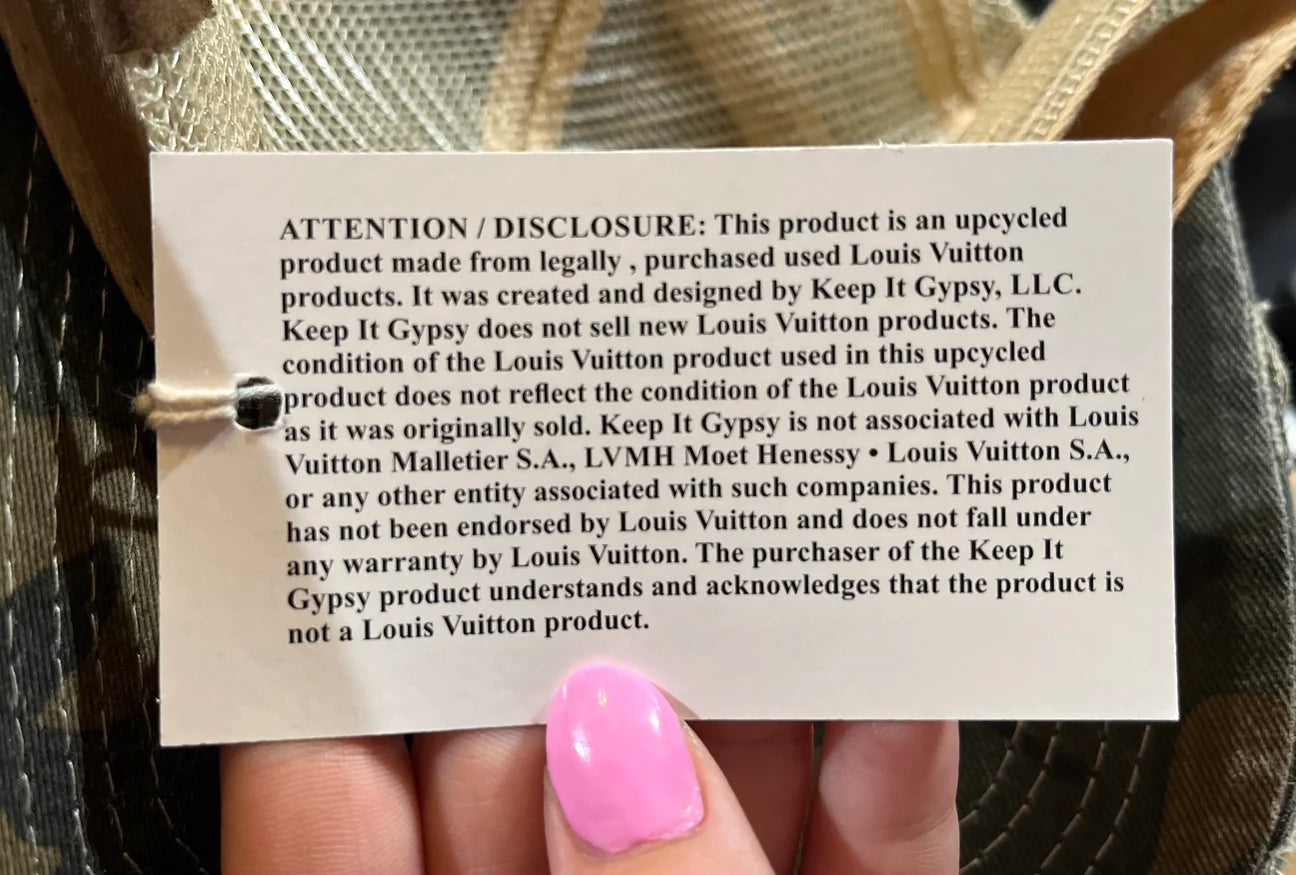 ATTENTION / DISCLOSURE: This product is an upcycled
product made from legally , purchased used Louis Vuitton
products. It was created and designed by Keep It Gypsy, LLC.
Keep It Gypsy does not sell new Louis Vuitton products. The
condition of the Louis Vuitton product used in this upcycled
product does not reflect the condition of the Louis Vuitton product
as it was originally sold. Keep It Gypsy is not associated with Louis
Vuitton Malletier S.A., LVMH Moet Henessy • Louis Vuitton S.A.,
or any other entity associated with such companies. This product
has not been endorsed by Louis Vuitton and does not fall under
any warranty by Louis Vuitton. The purchaser of the Keep It
Gypsy product understands and acknowledges that the product is
not a Louis Vuitton product.